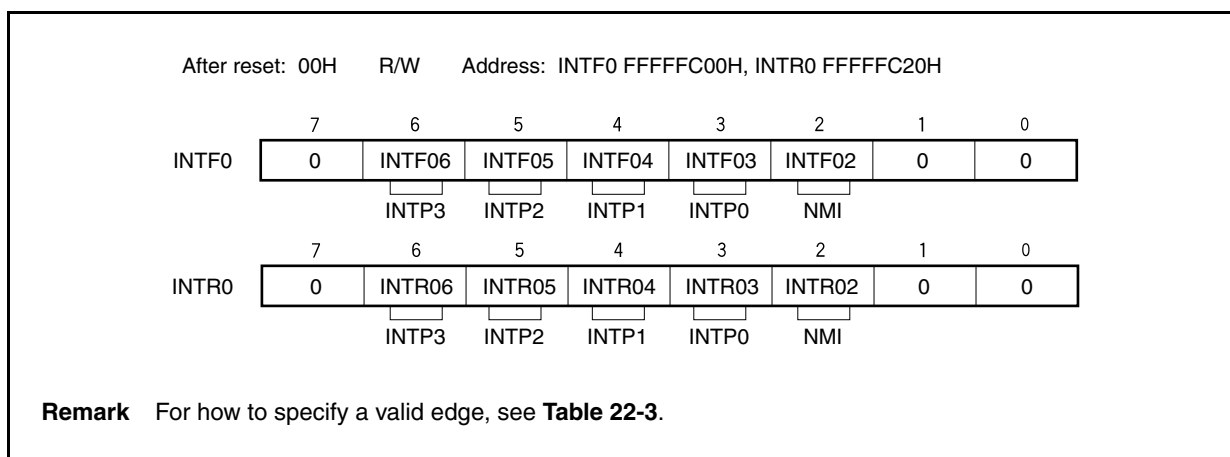 After reset: 00H R/W Address: INTF0 FFFFFC00H, INTR0 FFFFFC20H
7 6 5 4 3 2 1 0
INTF0 0 INTF06 INTF05 INTF04 INTF03 INTF02 0 0
INTP3 INTP2 INTP1 INTP0 NMI
7 6 5 4 3 2 1 0
INTR0 0 INTR06 INTR05 INTR04 INTR03 INTR02 0 0
INTP3 INTP2 INTP1 INTP0 NMI
Remark For how to specify a valid edge, see Table 22-3.